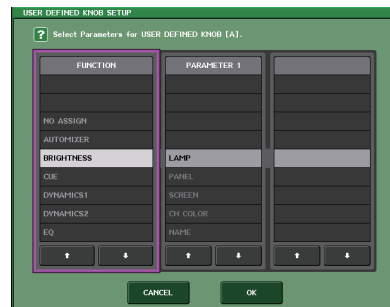 USER DEFINED KNOB SETUP
? Select Parameters for USER DEFINED KNOB [A].
FUNCTION
PARAMETER 1
NO ASSIGN
AUTOMIXER
BRIGHTNESS
LAMP
CUE
PANEL
DYNAMICS1
SCREEN
DYNAMICS2
CH COLOR
EQ
NAME
CANCEL
OK